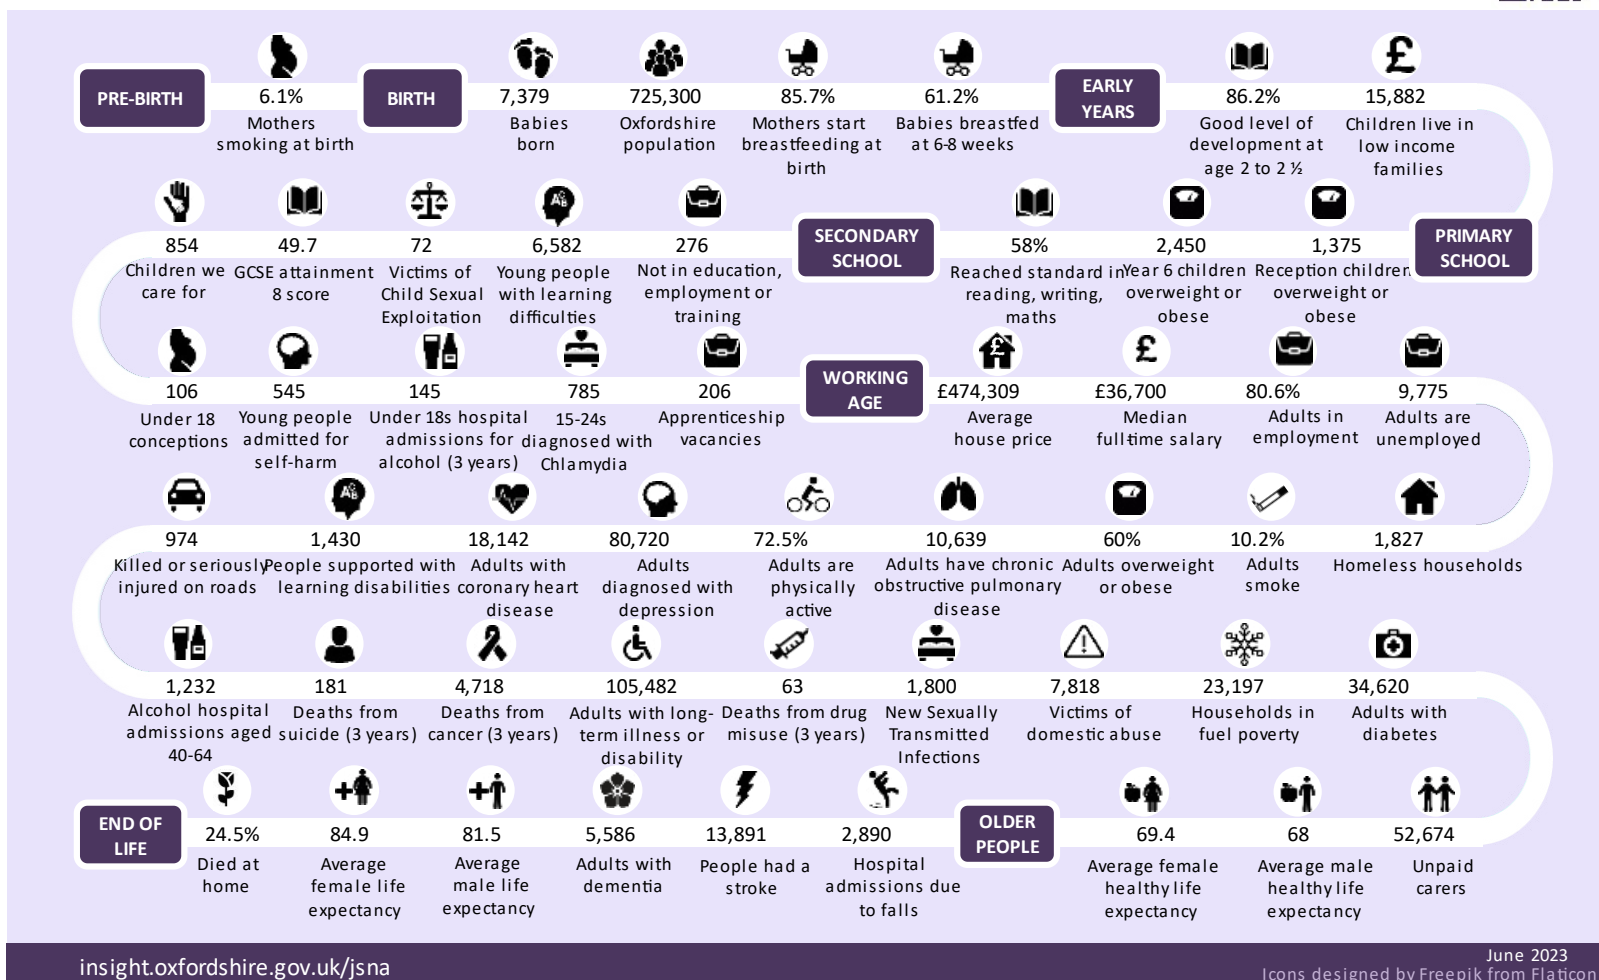 PRE-BIRTH
6.1%
Mothers
smoking at birth
BIRTH
7,379
Babies
born
725,300
Oxfordshire
population
85.7%
Mothers start
breastfeeding at
birth
61.2%
Babies breastfed
at 6-8 weeks
EARLY
YEARS
86.2%
Good level of
development at
age 2 to 2 ½
£
15,882
Children live in
low income
families
PRIMARY
SCHOOL
1,375
Reception children
overweight or
obese
2,450
Year 6 children
overweight or
obese
58%
Reached standard in
reading, writing,
maths
SECONDARY
SCHOOL
276
Not in education,
employment or
training
6,582
Young people
with learning
difficulties
72
Victims of
Child Sexual
Exploitation
49.7
GCSE attainment
8 score
854
Children we
care for
106
Under 18
conceptions
545
Young people
admitted for
self-harm
145
Under 18s hospital
admissions for
alcohol (3 years)
785
15-24s
diagnosed with
Chlamydia
206
Apprenticeship
vacancies
WORKING
AGE
£
£474,309
Average
house price
£
£36,700
Median
full time salary
80.6%
Adults in
employment
9,775
Adults are
unemployed
1,827
Homeless households
10.2%
Adults
smoke
60%
Adults overweight
or obese
10,639
Adults have chronic
obstructive pulmonary
disease
72.5%
Adults are
physically
active
80,720
Adults
diagnosed with
depression
18,142
Adults with
coronary heart
disease
1,430
People supported with
learning disabilities
974
Killed or seriously
injured on roads
1,232
Alcohol hospital
admissions aged
40-64
181
Deaths from
suicide (3 years)
4,718
Deaths from
cancer (3 years)
105,482
Adults with long-
term illness or
disability
63
Deaths from drug
misuse (3 years)
1,800
New Sexually
Transmitted
Infections
7,818
Victims of
domestic abuse
23,197
Households in
fuel poverty
34,620
Adults with
diabetes
52,674
Unpaid
carers
68
Average male
healthy life
expectancy
69.4
Average female
healthy life
expectancy
OLDER
PEOPLE
2,890
Hospital
admissions due
to falls
13,891
People had a
stroke
5,586
Adults with
dementia
81.5
Average
male life
expectancy
84.9
Average
female life
expectancy
24.5%
Died at
home
END OF
LIFE
insight.oxfordshire.gov.uk/jsna
June 2023
Icons designed by Freepik from Flaticon